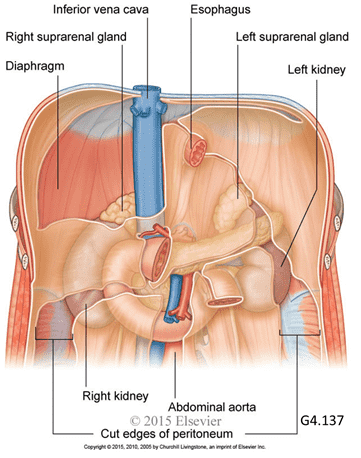 Inferior vena cava
Esophagus
Right suprarenal gland
Left suprarenal gland
Diaphragm
Left kidney
Right kidney
Abdominal aorta
© 2015 Elsevier
G4.137
Cut edges of peritoneum
Copyright © 2015, 2010, 2005 by Churchill Livingstone, an imprint of Elsevier Inc.